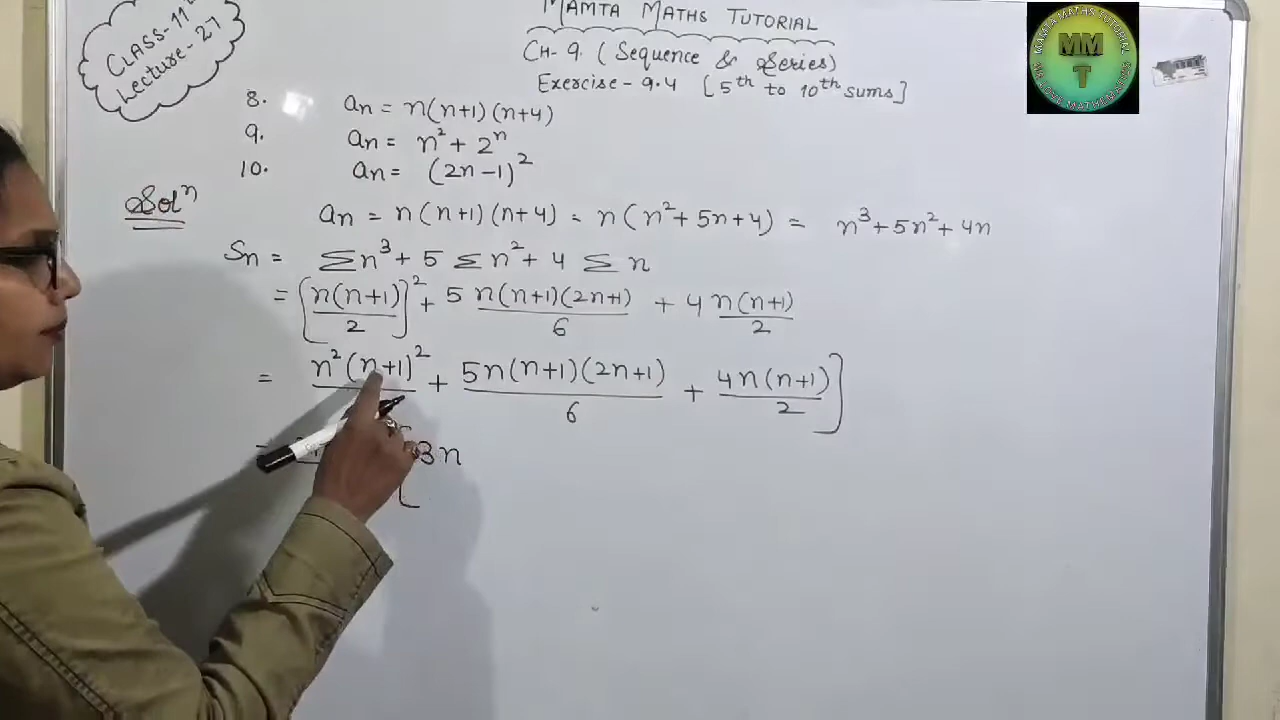 CLASS-11th
Lecture-27
MAMTA MATHS TUTORIAL
Ch-9 (Sequence & Series)
Exercise-9.4 [5th to 10th sums]
MAMTA MATHS TUTORIAL
MM
T
8. an = n(n+1)(n+4)
9. an = n² + 2ⁿ
10. an = (2n-1)²
Solⁿ
an = n(n+1)(n+4) = n(n²+5n+4) = n³+5n²+4n
Sn = Σn³ + 5 Σn² + 4 Σn
= [n(n+1)/2]² + 5 n(n+1)(2n+1)/6 + 4 n(n+1)/2
= n²(n+1)² + 5n(n+1)(2n+1)/6 + 4n(n+1)/2]
= [3n